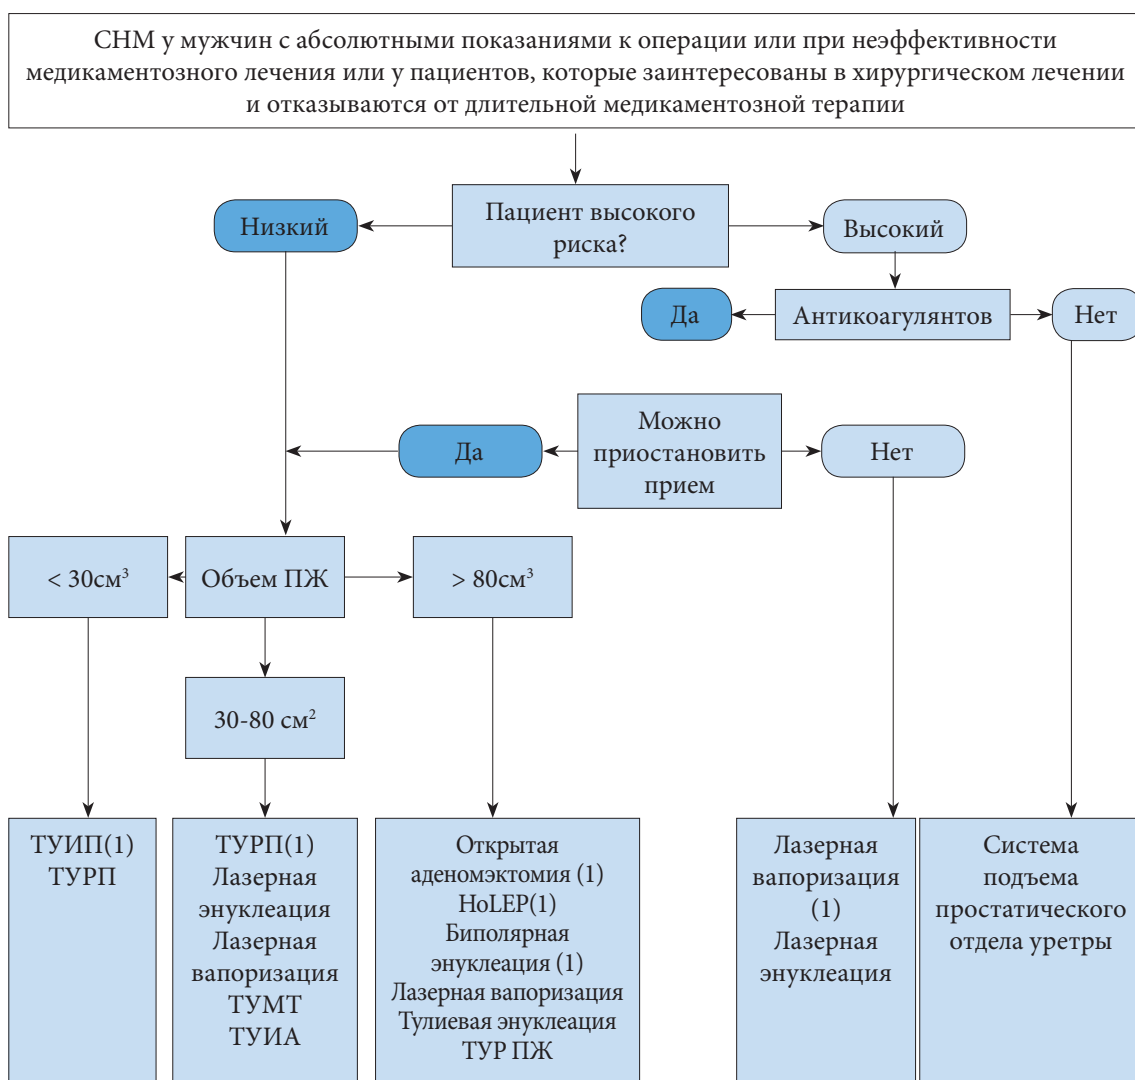 СНМ у мужчин с абсолютными показаниями к операции или при неэффективности
медикаментозного лечения или у пациентов, которые заинтересованы в хирургическом лечении
и отказываются от длительной медикаментозной терапии
Низкий
Пациент высокого
риска?
Высокий
Да
Антикоагулянтов
Нет
Да
Можно
приостановить
прием
Нет
< 30см³
Объем ПЖ
> 80см³
30-80 см²
ТУИП(1)
ТУРП
ТУРП(1)
Лазерная
энуклеация
Лазерная
вапоризация
ТУМТ
ТУИА
Открытая
аденомэктомия (1)
HoLEP(1)
Биполярная
энуклеация (1)
Лазерная вапоризация
Тулиевая энуклеация
ТУР ПЖ
Лазерная
вапоризация
(1)
Лазерная
энуклеация
Система
подъема
простатического
отдела уретры